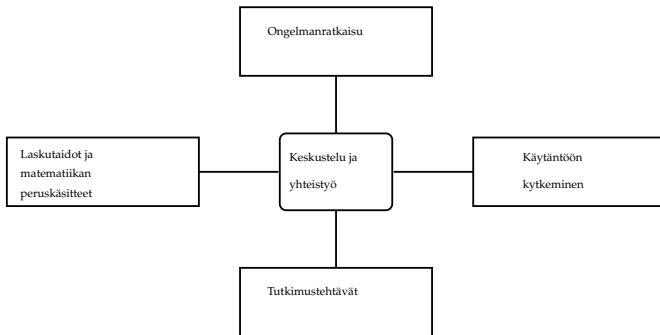 Ongelmanratkaisu
Laskutaidot ja
matematiikan
peruskäsitteet
Keskustelu ja
yhteistyö
Käytäntöön
kytkeminen
Tutkimustehtävät